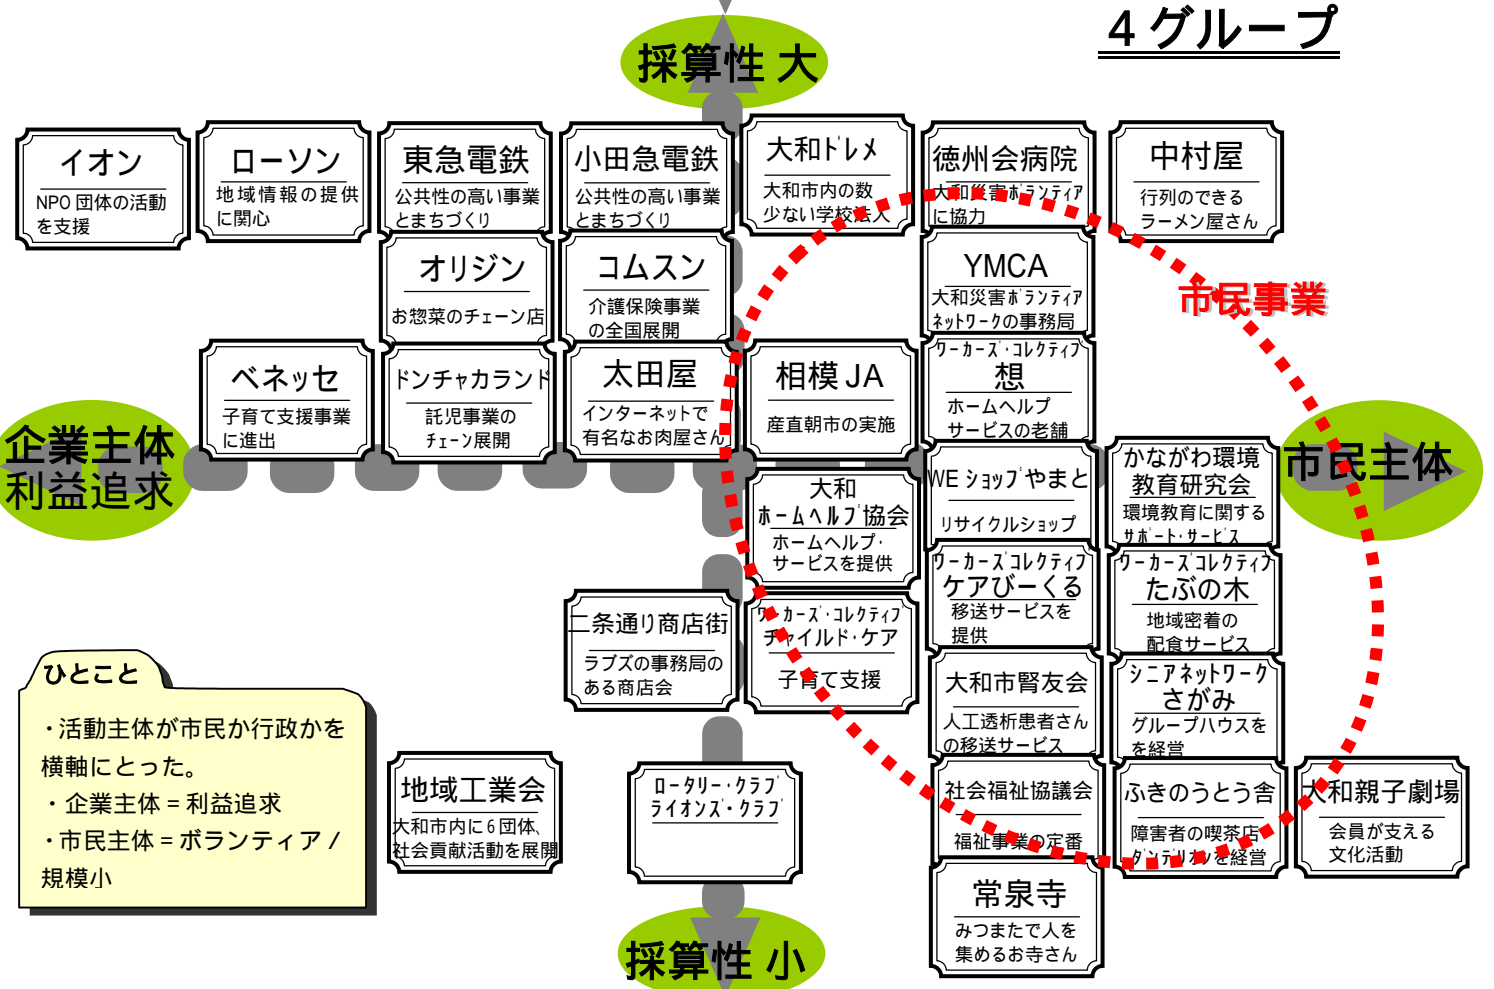 ４グループ
採算性 大
イオン
NPO 団体の活動
を支援
ローソン
地域情報の提供
に関心
東急電鉄
公共性の高い事業
とまちづくり
小田急電鉄
公共性の高い事業
とまちづくり
大和ドレメ
大和市内の数
少ない学校法人
徳州会病院
大和災害ボランティア
に協力
中村屋
行列のできる
ラーメン屋さん
オリジン
お惣菜のチェーン店
コムスン
介護保険事業
の全国展開
YMCA
大和災害ボランティア
ネットワークの事務局
市民事業
ベネッセ
子育て支援事業
に進出
ドンチャカランド
託児事業の
チェーン展開
太田屋
インターネットで
有名なお肉屋さん
相模 JA
産直朝市の実施
ワーカーズ・コレクティブ
想
ホームヘルプ
サービスの老舗
企業主体
利益追求
市民主体
大和
ホームヘルプ協会
ホームヘルプ・
サービスを提供
WE ショップやまと
リサイクルショップ
かながわ環境
教育研究会
環境教育に関する
サポート・サービス
ワーカーズコレクティブ
ケアびーくる
移送サービスを
提供
ワーカーズコレクティブ
たぶの木
地域密着の
配食サービス
二条通り商店街
ラブズの事務局の
ある商店会
ワーカーズ・コレクティブ
チャイルド・ケア
子育て支援
大和市腎友会
人工透析患者さん
の移送サービス
シニアネットワーク
さがみ
グループハウスを
を経営
ひとこと
・活動主体が市民か行政かを
横軸にとった。
・企業主体＝利益追求
・市民主体＝ボランティア /
規模小
地域工業会
大和市内に６団体、
社会貢献活動を展開
ロータリー・クラブ
ライオンズ・クラブ
社会福祉協議会
福祉事業の定番
ふきのうとう舎
障害者の喫茶店
ダンデリオンを経営
大和親子劇場
会員が支える
文化活動
常泉寺
みつまたで人を
集めるお寺さん
採算性 小